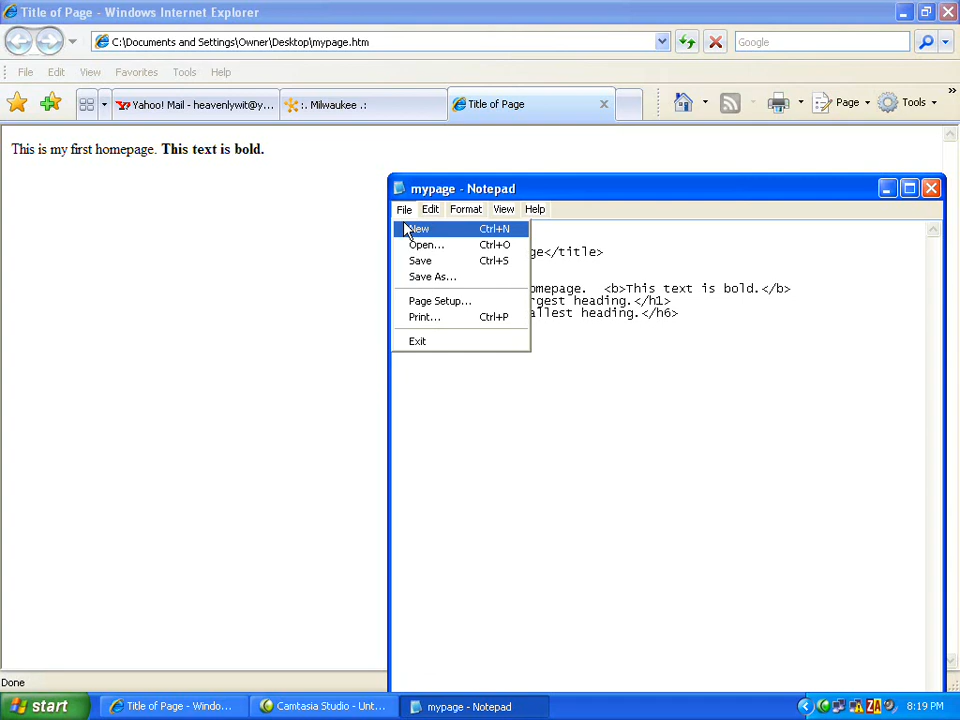 Title of Page - Windows Internet Explorer
C:\Documents and Settings\Owner\Desktop\mypage.htm
Google
File Edit View Favorites Tools Help
Yahoo! Mail - heavenlywit@y... :. Milwaukee .: Title of Page Page Tools
This is my first homepage. This text is bold.
mypage - Notepad
File Edit Format View Help
New Ctrl+N
Open... Ctrl+O
ge</title>
Save Ctrl+S
Save As...
omepage. <b>This text is bold.</b>
Page Setup... rgest heading.</h1>
Print... Ctrl+P allest heading.</h6>
Exit
Done
start Title of Page - Windo... Camtasia Studio - Unt... mypage - Notepad 8:19 PM